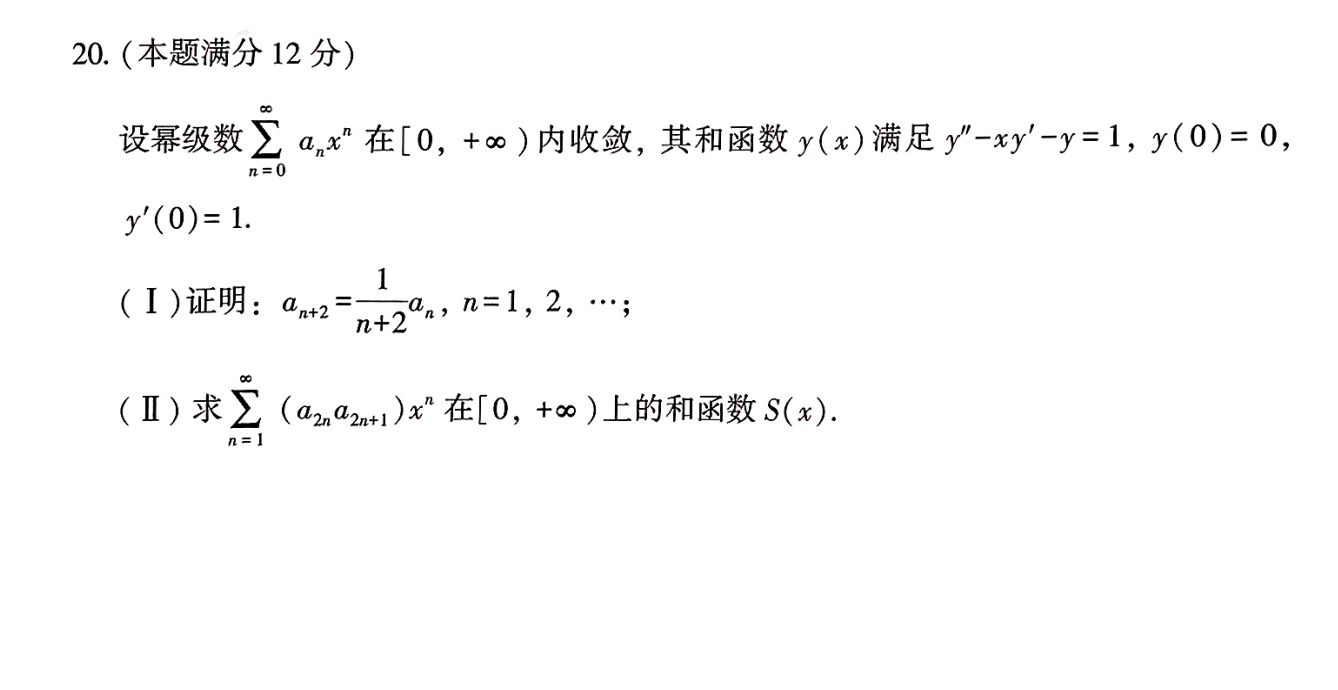 20. (本题满分 12 分)
设幂级数 $\sum_{n=0}^{\infty} a_n x^n$ 在[0, +∞)内收敛, 其和函数 y(x)满足 y″-xy′-y=1, y(0)=0,
y′(0)=1.
(Ⅰ)证明: $a_{n+2}=\frac{1}{n+2}a_n$, n=1, 2, …;
(Ⅱ)求 $\sum_{n=1}^{\infty} (a_{2n}a_{2n+1})x^n$ 在[0, +∞)上的和函数 S(x).